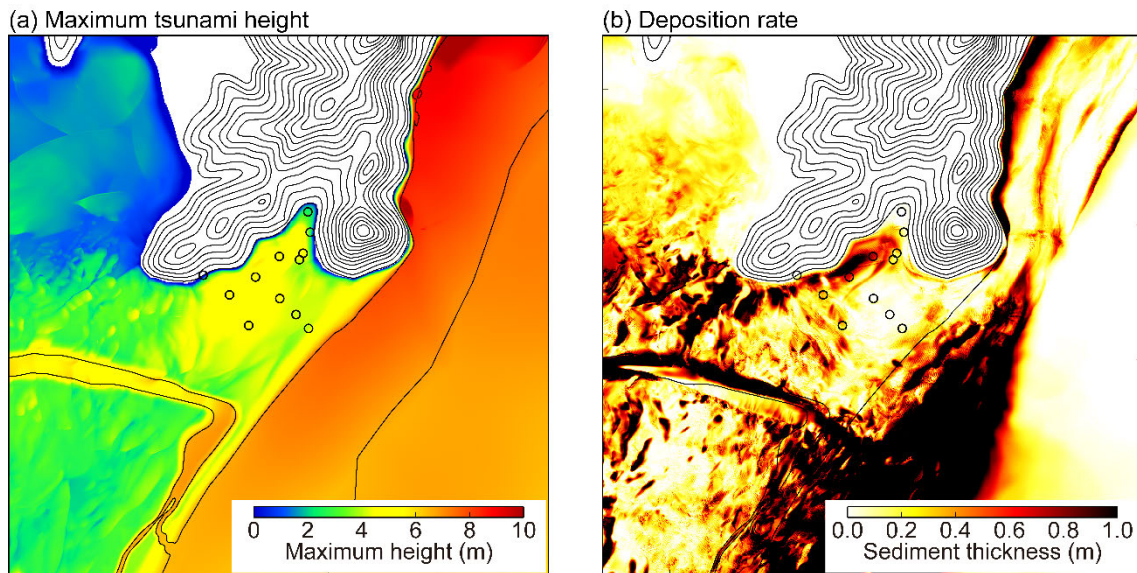 (a) Maximum tsunami height
(b) Deposition rate
0 2 4 6 8 10
Maximum height (m)
0.0 0.2 0.4 0.6 0.8 1.0
Sediment thickness (m)